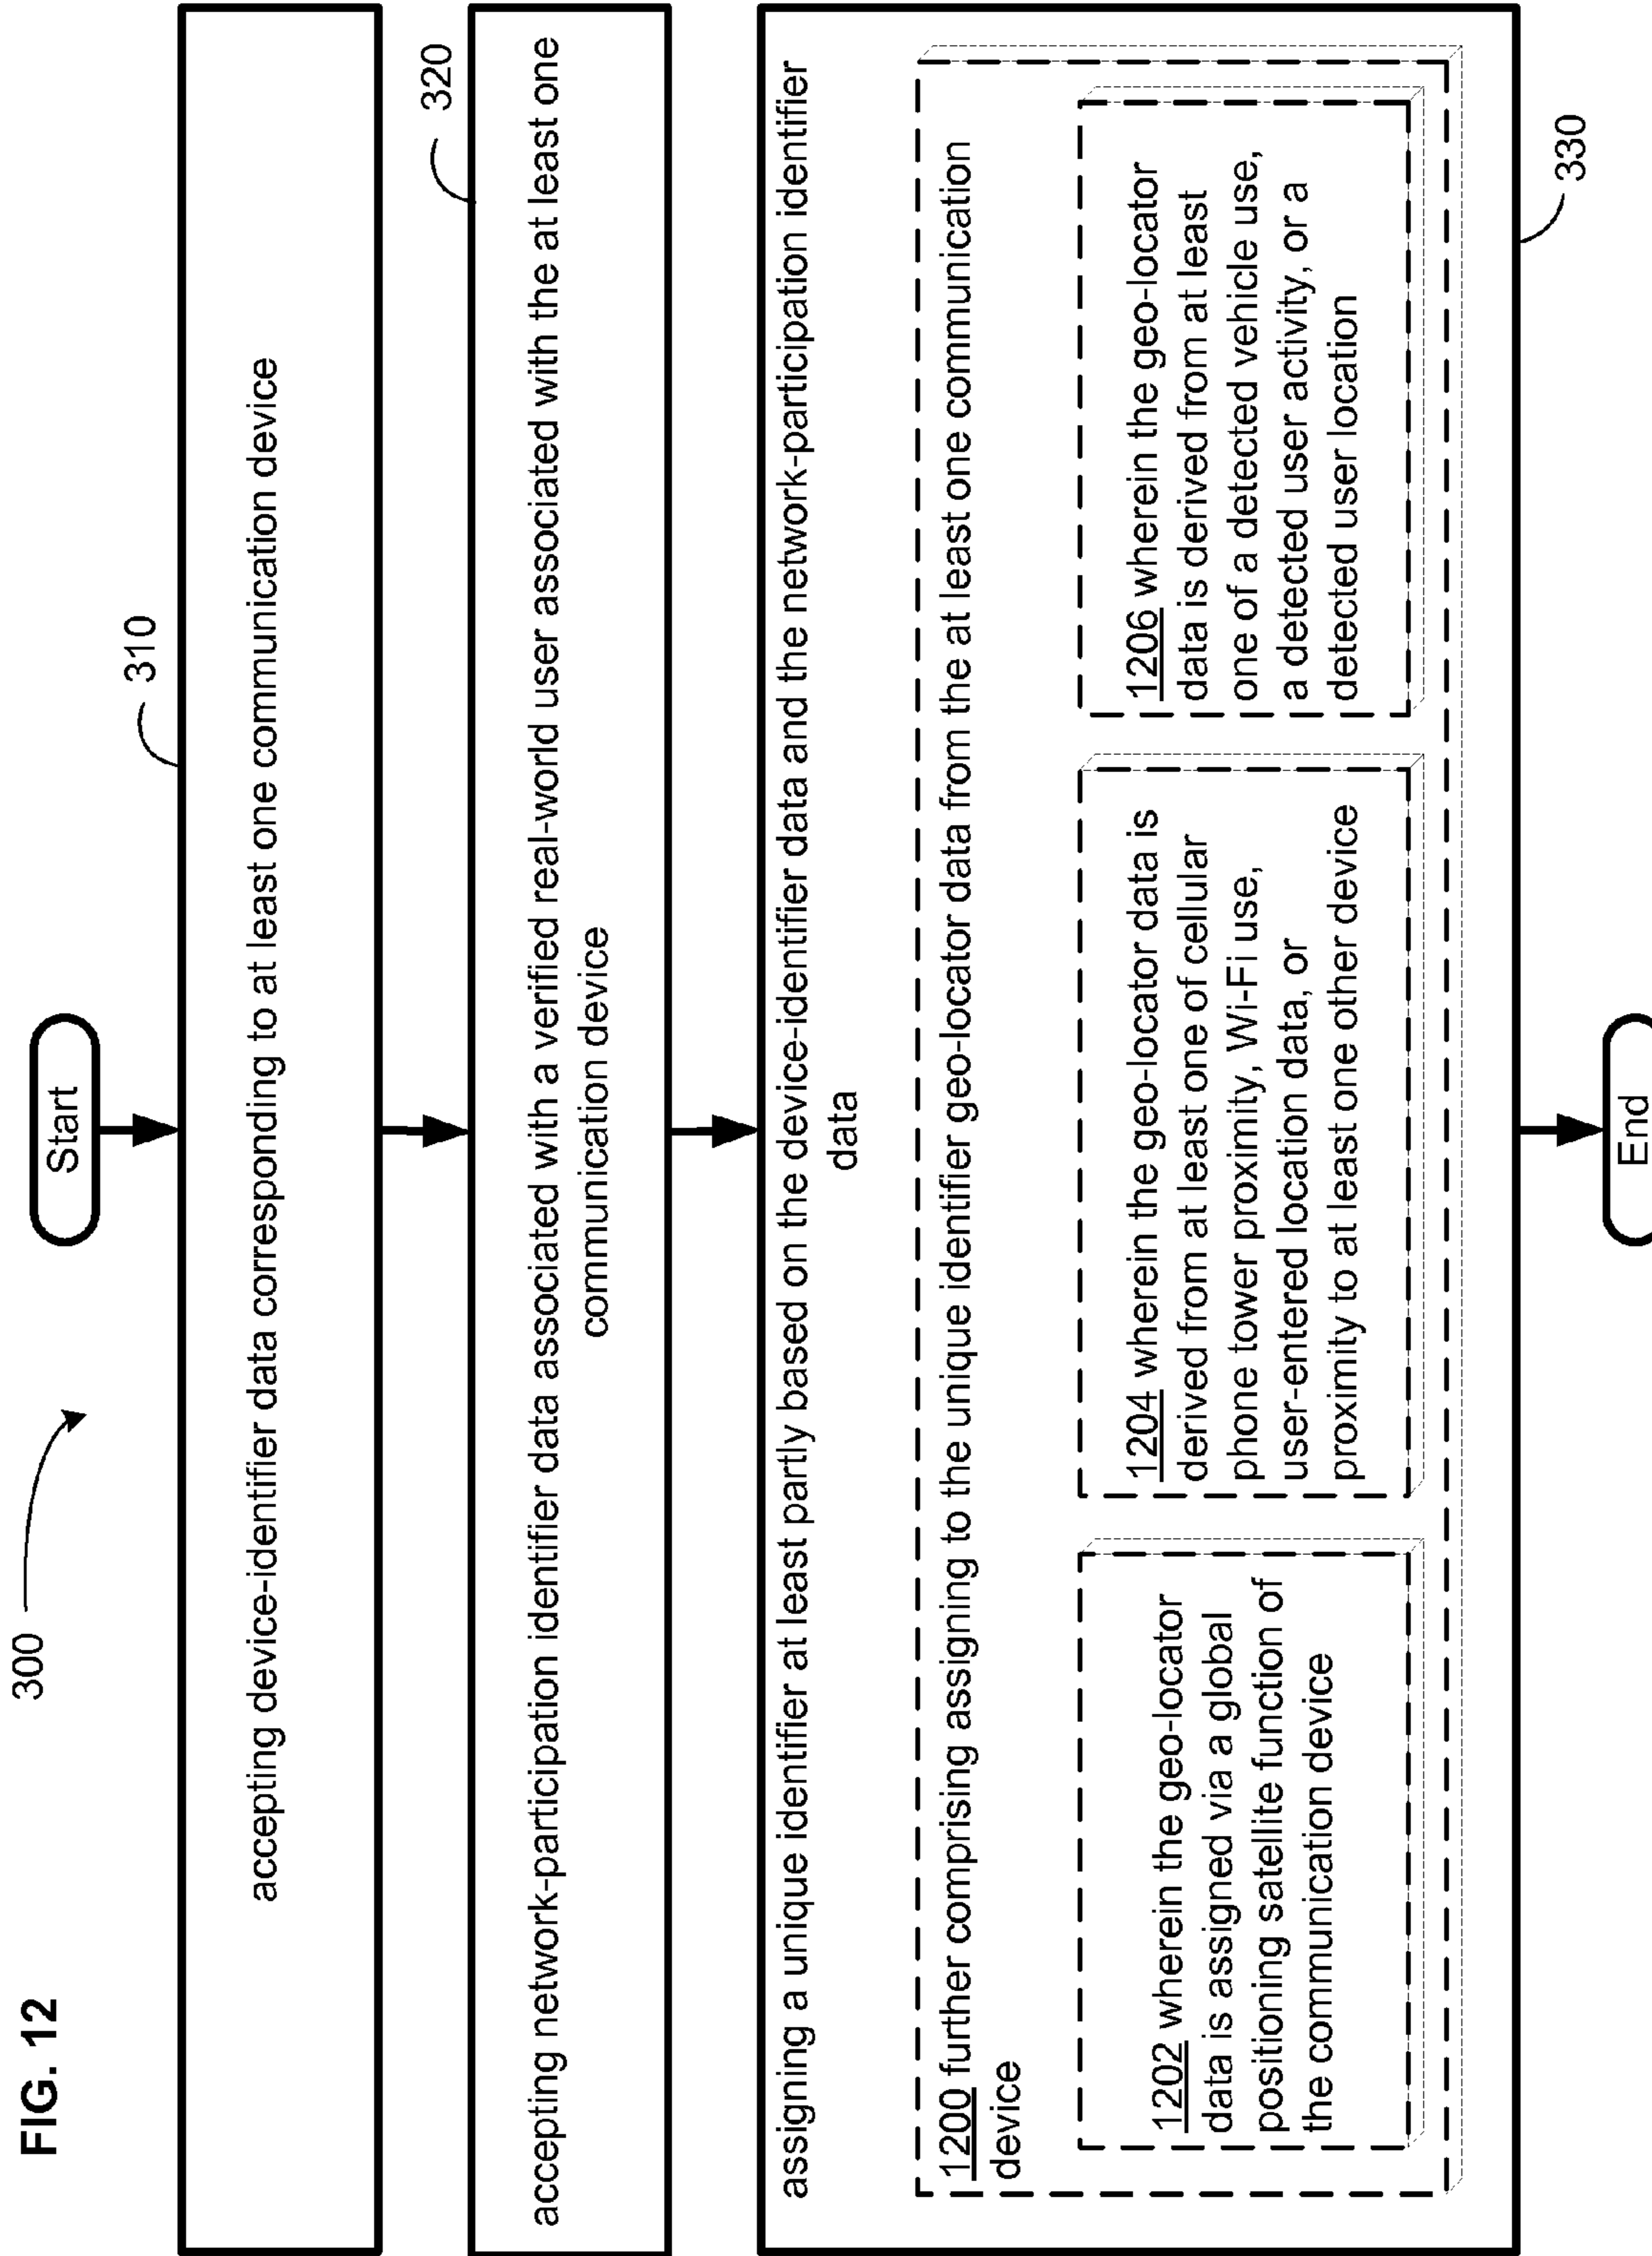 FIG. 12
300
Start
310
accepting device-identifier data corresponding to at least one communication device
320
accepting network-participation identifier data associated with a verified real-world user associated with the at least one
communication device
assigning a unique identifier at least partly based on the device-identifier data and the network-participation identifier
data
1200 further comprising assigning to the unique identifier geo-locator data from the at least one communication
device
1202 wherein the geo-locator
data is assigned via a global
positioning satellite function of
the communication device
1204 wherein the geo-locator data is
derived from at least one of cellular
phone tower proximity, Wi-Fi use,
user-entered location data, or
proximity to at least one other device
1206 wherein the geo-locator
data is derived from at least
one of a detected vehicle use,
a detected user activity, or a
detected user location
330
End